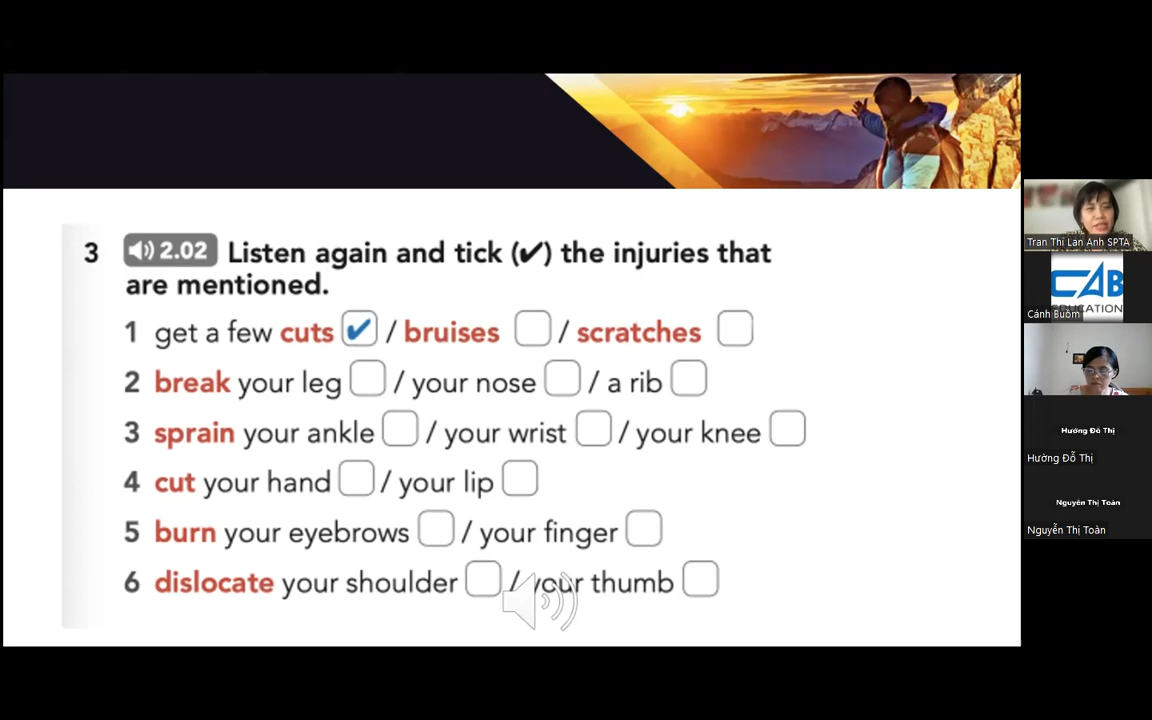 3 2.02 Listen again and tick (✔) the injuries that
are mentioned.
1 get a few cuts ✔ / bruises / scratches
2 break your leg / your nose / a rib
3 sprain your ankle / your wrist / your knee
4 cut your hand / your lip
5 burn your eyebrows / your finger
6 dislocate your shoulder / your thumb
Tran Thi Lan Anh SPTA
CAB
EDUCATION
Cánh Buồm
Hướng Đỗ Thị
Hường Đỗ Thị
Nguyễn Thị Toàn
Nguyễn Thị Toàn